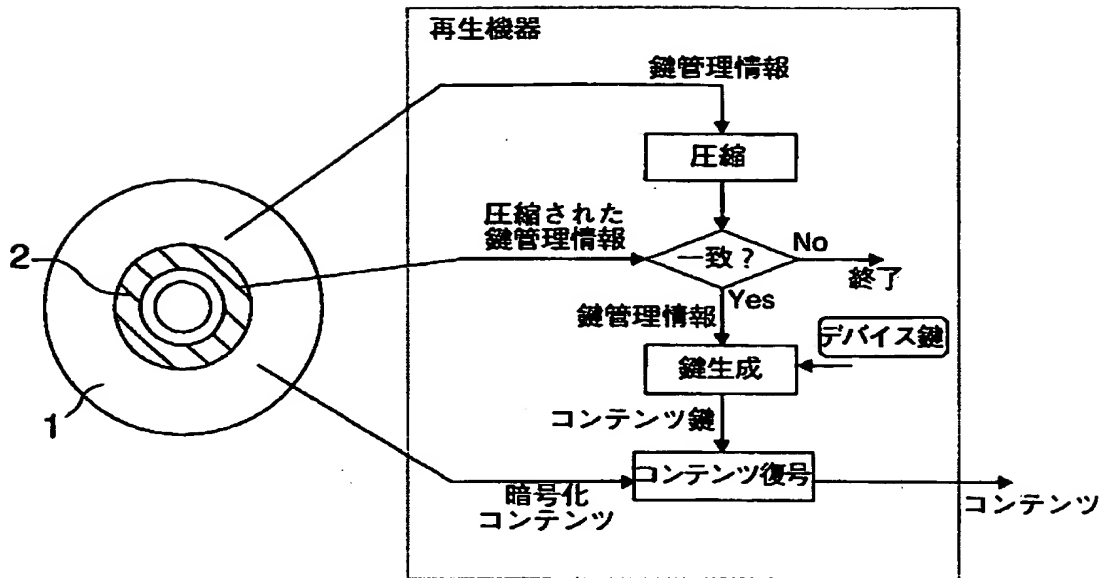 再生機器
鍵管理情報
圧縮
圧縮された
鍵管理情報
一致？
No
終了
Yes
鍵管理情報
デバイス鍵
鍵生成
コンテンツ鍵
コンテンツ復号
暗号化
コンテンツ
コンテンツ
2
1